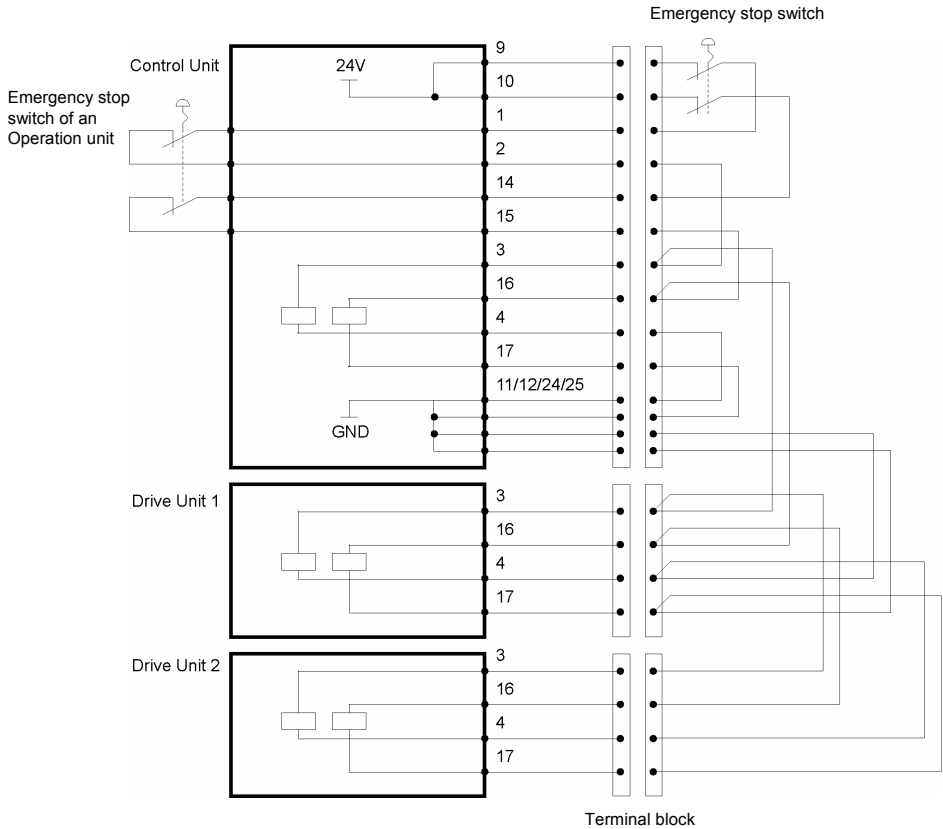 Emergency stop switch
Control Unit
24V
9
10
Emergency stop
switch of an
Operation unit
1
2
14
15
3
16
4
17
11/12/24/25
GND
Drive Unit 1
3
16
4
17
Drive Unit 2
3
16
4
17
Terminal block